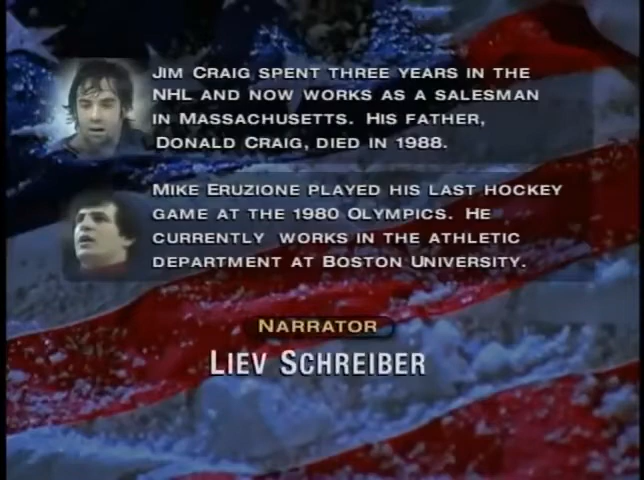 JIM CRAIG SPENT THREE YEARS IN THE
NHL AND NOW WORKS AS A SALESMAN
IN MASSACHUSETTS. HIS FATHER,
DONALD CRAIG, DIED IN 1988.
MIKE ERUZIONE PLAYED HIS LAST HOCKEY
GAME AT THE 1980 OLYMPICS. HE
CURRENTLY WORKS IN THE ATHLETIC
DEPARTMENT AT BOSTON UNIVERSITY.
NARRATOR
LIEV SCHREIBER